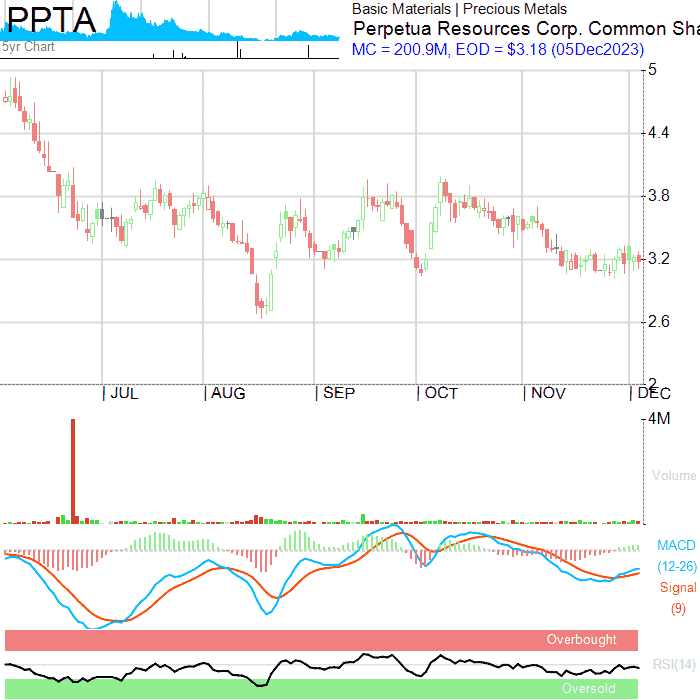 PPTA
5yr Chart
Basic Materials | Precious Metals
Perpetua Resources Corp. Common Sha
MC = 200.9M, EOD = $3.18 (05Dec2023)
5
4.4
3.8
3.2
2.6
2
JUL AUG SEP OCT NOV DEC
4M
Volume
MACD
(12-26)
Signal
(9)
Overbought
RSI(14)
Oversold